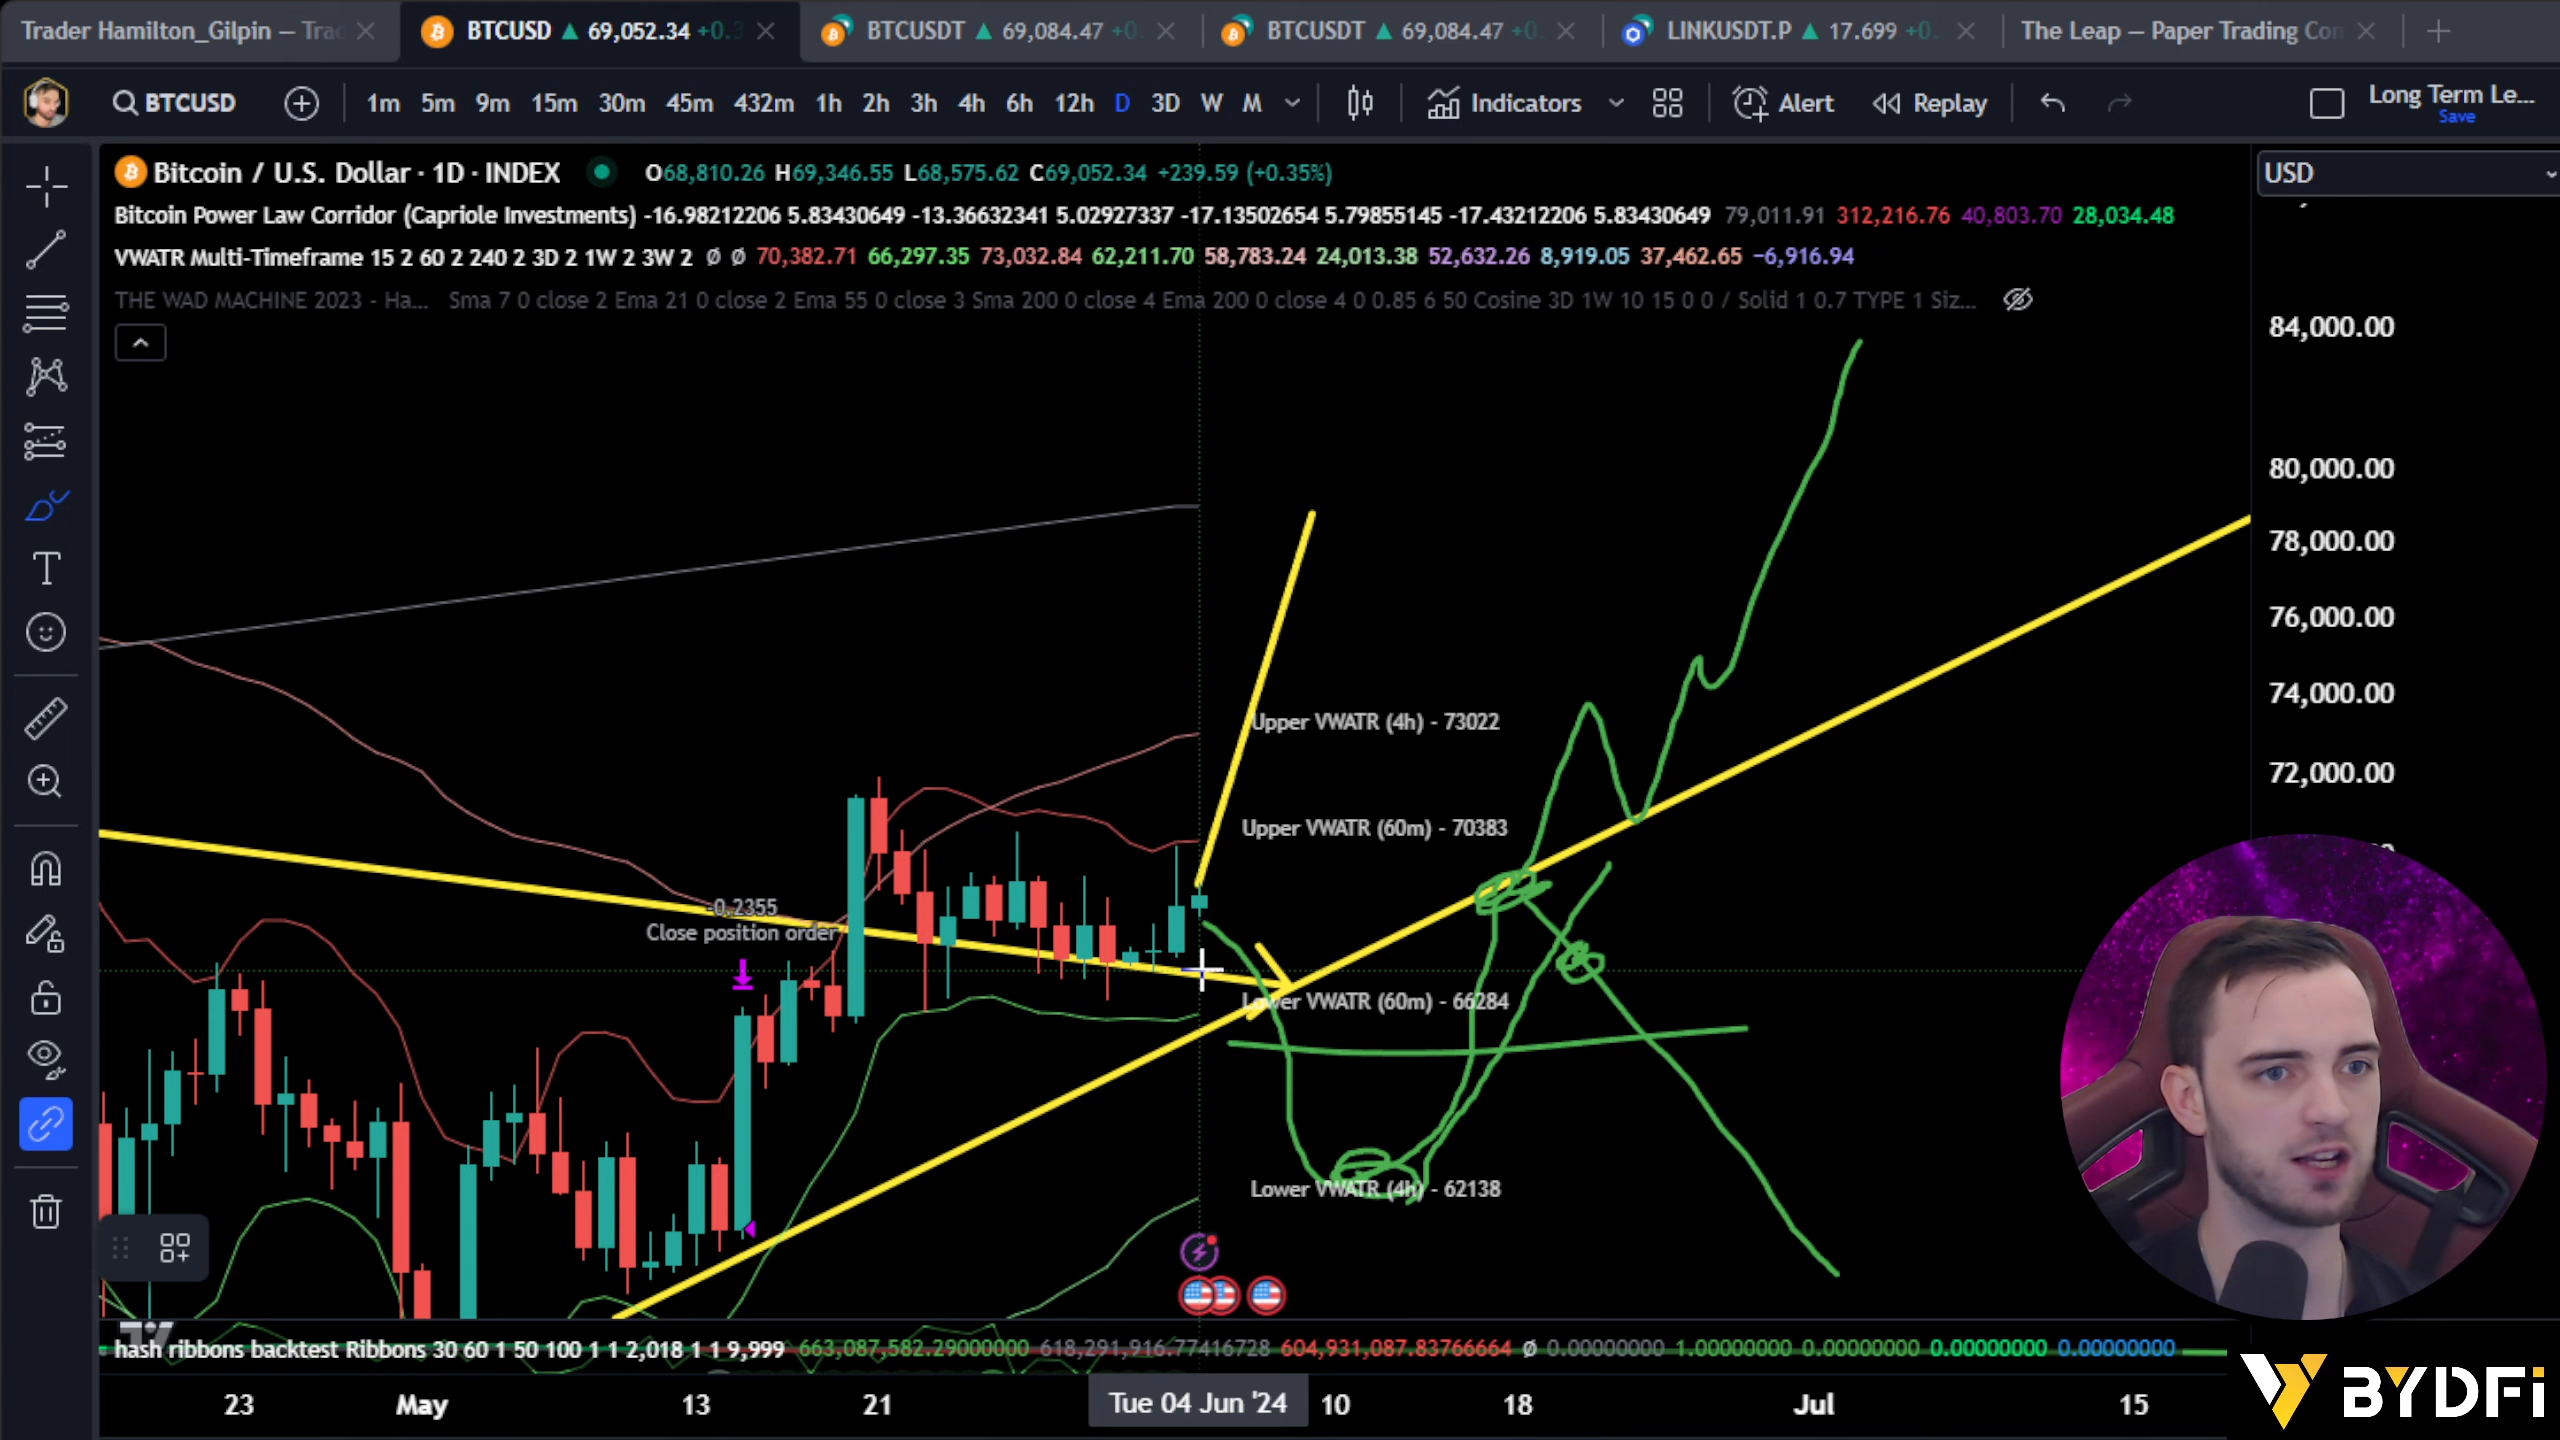 Trader Hamilton_Gilpin — Trac
BTCUSD 69,052.34 +0.3
BTCUSDT 69,084.47 +0.
BTCUSDT 69,084.47 +0.
LINKUSDT.P 17.699 +0.
The Leap — Paper Trading Com
BTCUSD
1m 5m 9m 15m 30m 45m 432m 1h 2h 3h 4h 6h 12h D 3D W M
Indicators
Alert
Replay
Long Term Le...
Save
Bitcoin / U.S. Dollar · 1D · INDEX O68,810.26 H69,346.55 L68,575.62 C69,052.34 +239.59 (+0.35%)
USD
Bitcoin Power Law Corridor (Capriole Investments) -16.98212206 5.83430649 -13.36632341 5.02927337 -17.13502654 5.79855145 -17.43212206 5.83430649 79,011.91 312,216.76 40,803.70 28,034.48
VWATR Multi-Timeframe 15 2 60 2 240 2 3D 2 1W 2 3W 2 Ø Ø 70,382.71 66,297.35 73,032.84 62,211.70 58,783.24 24,013.38 52,632.26 8,919.05 37,462.65 −6,916.94
THE WAD MACHINE 2023 - Ha... Sma 7 0 close 2 Ema 21 0 close 2 Ema 55 0 close 3 Sma 200 0 close 4 Ema 200 0 close 4 0 0.85 6 50 Cosine 3D 1W 10 15 0 0 / Solid 1 0.7 TYPE 1 Siz...
84,000.00
80,000.00
78,000.00
76,000.00
74,000.00
Upper VWATR (4h) - 73022
72,000.00
Upper VWATR (60m) - 70383
-0.2355
Close position order
Lower VWATR (60m) - 66284
Lower VWATR (4h) - 62138
hash ribbons backtest Ribbons 30 60 1 50 100 1 1 2,018 1 1 9,999 663,087,582.29000000 618,291,916.77416728 604,931,087.83766664 Ø 0.00000000 1.00000000 0.00000000 0.00000000 0.00000000
23 May 13 21 Tue 04 Jun '24 10 18 Jul 15
BYDFi